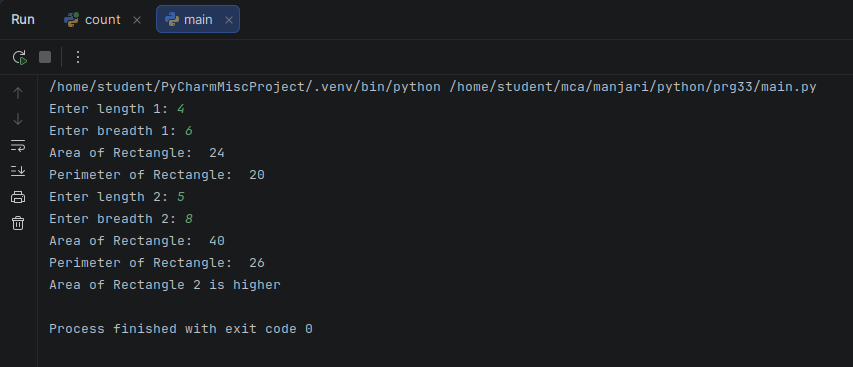 Run count main
/home/student/PyCharmMiscProject/.venv/bin/python /home/student/mca/manjari/python/prg33/main.py
Enter length 1: 4
Enter breadth 1: 6
Area of Rectangle:  24
Perimeter of Rectangle:  20
Enter length 2: 5
Enter breadth 2: 8
Area of Rectangle:  40
Perimeter of Rectangle:  26
Area of Rectangle 2 is higher
Process finished with exit code 0